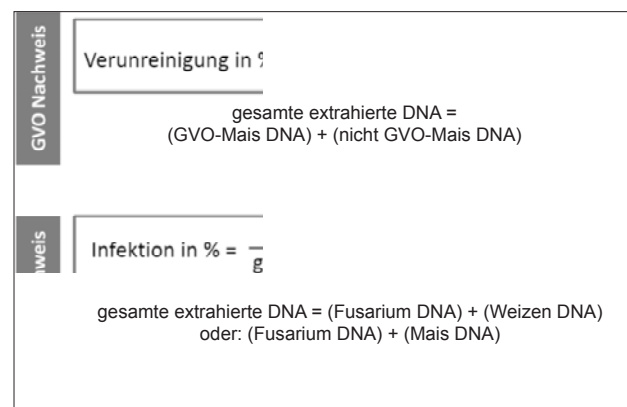 GVO Nachweis
Verunreinigung in %
gesamte extrahierte DNA =
(GVO-Mais DNA) + (nicht GVO-Mais DNA)
Infektion in % =
gesamte extrahierte DNA = (Fusarium DNA) + (Weizen DNA)
oder: (Fusarium DNA) + (Mais DNA)